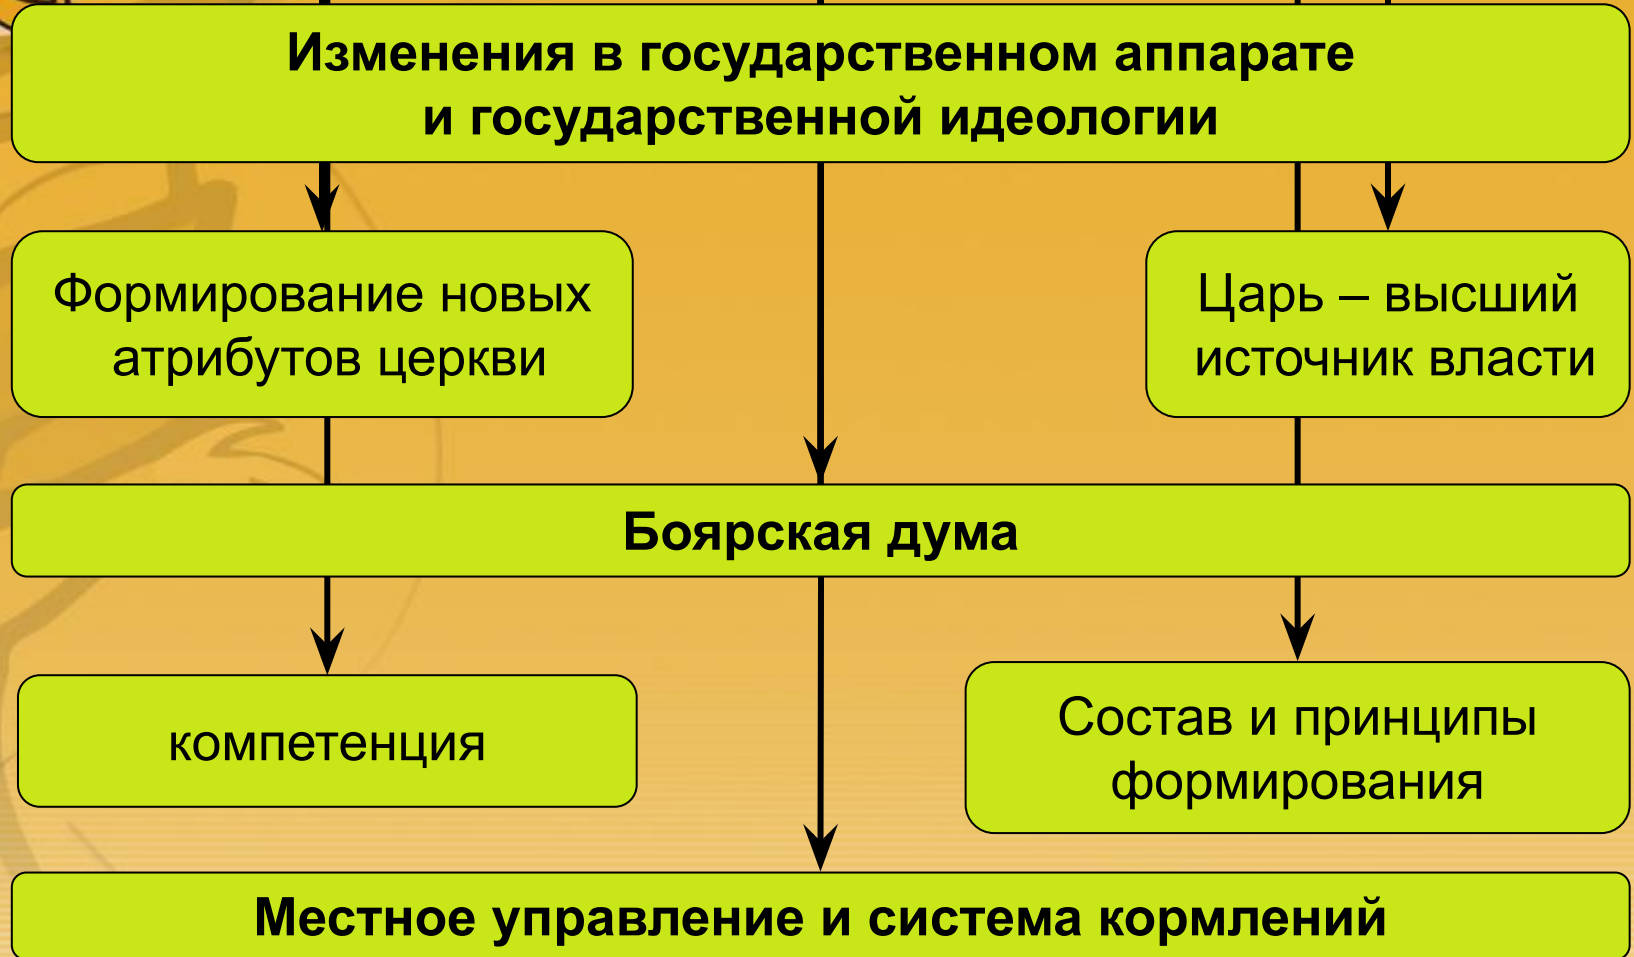 Изменения в государственном аппарате
и государственной идеологии
Формирование новых
атрибутов церкви
Царь – высший
источник власти
Боярская дума
компетенция
Состав и принципы
формирования
Местное управление и система кормлений